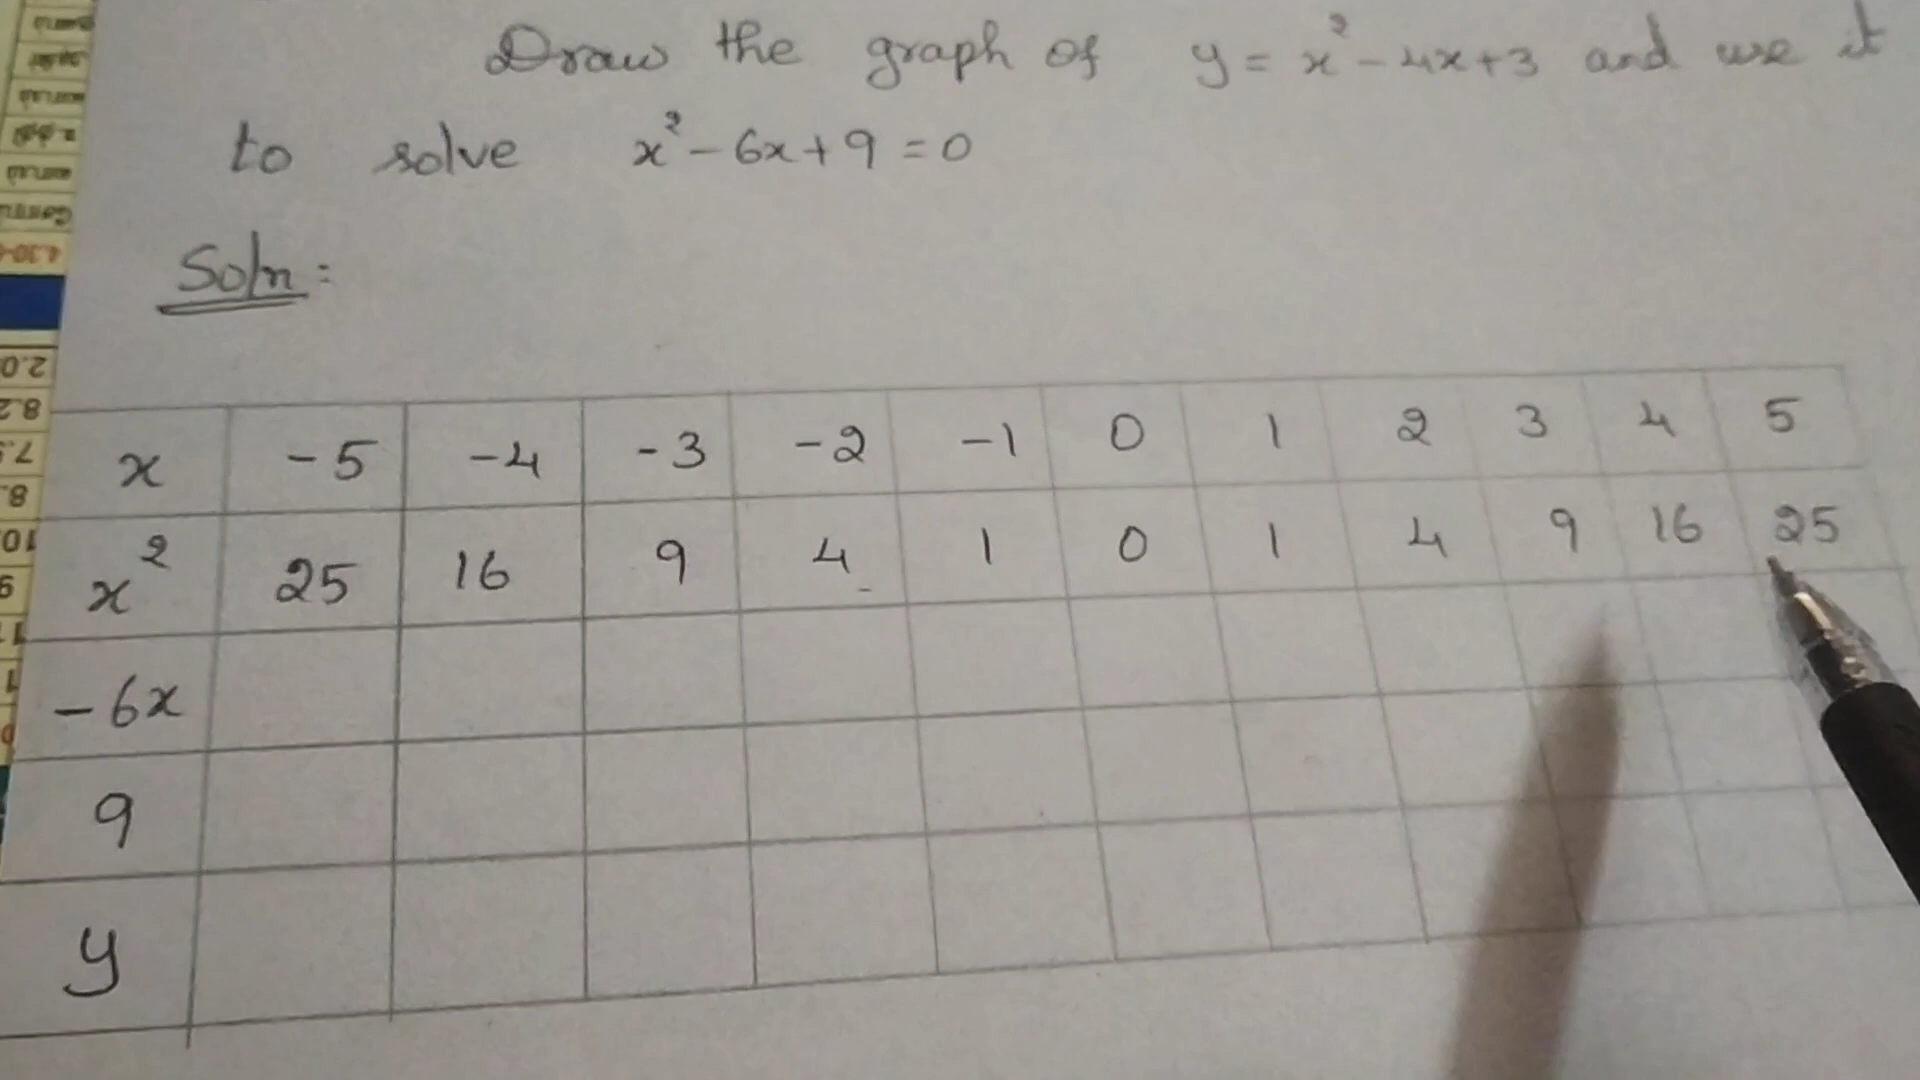 Draw the graph of y = x² - 4x + 3 and use it
to solve x² - 6x + 9 = 0
Soln:
x -5 -4 -3 -2 -1 0 1 2 3 4 5
x² 25 16 9 4 1 0 1 4 9 16 25
-6x
9
y